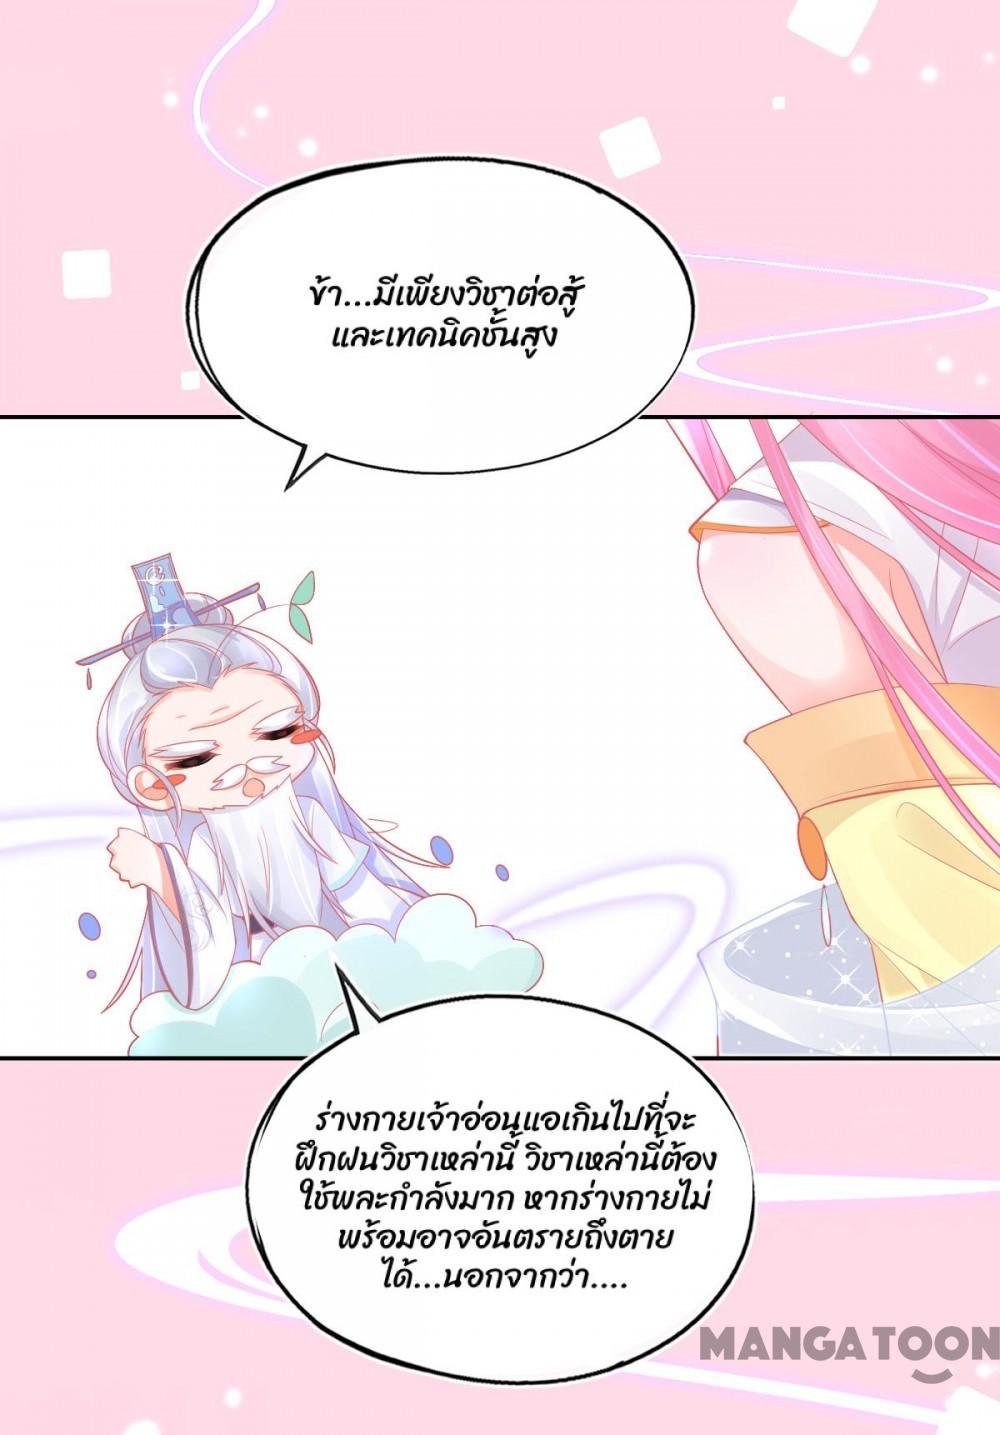 ข้า...มีเพียงวิชาต่อสู้
และเทคนิคชั้นสูง
ร่างกายเจ้าอ่อนแอเกินไปที่จะ
ฝึกฝนวิชาเหล่านี้ วิชาเหล่านี้ต้อง
ใช้พละกำลังมาก หากร่างกายไม่
พร้อมอาจอันตรายถึงตาย
ได้...นอกจากว่า....
MANGATOON